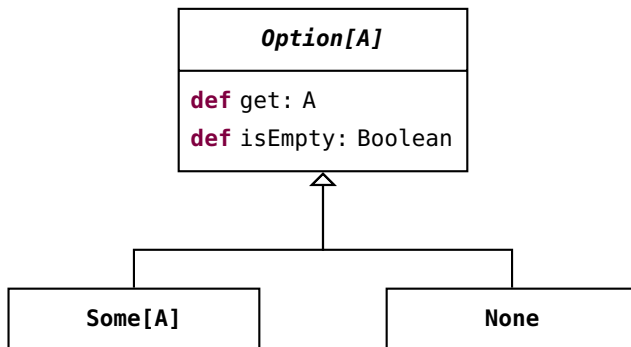 Option[A]
def get: A
def isEmpty: Boolean
Some[A]
None